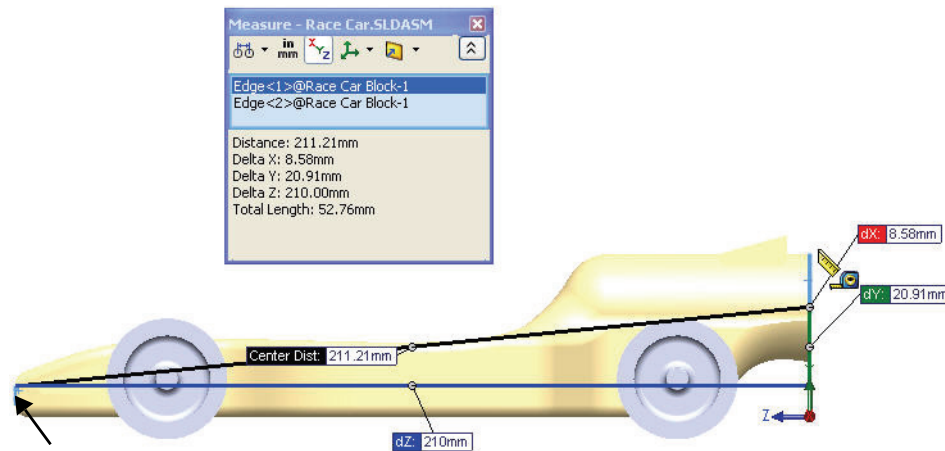 Measure - Race Car.SLDASM
in
mm
X
Y
Z
Edge<1>@Race Car Block-1
Edge<2>@Race Car Block-1
Distance: 211.21mm
Delta X: 8.58mm
Delta Y: 20.91mm
Delta Z: 210.00mm
Total Length: 52.76mm
dX: 8.58mm
dY: 20.91mm
Center Dist: 211.21mm
Z
dZ: 210mm